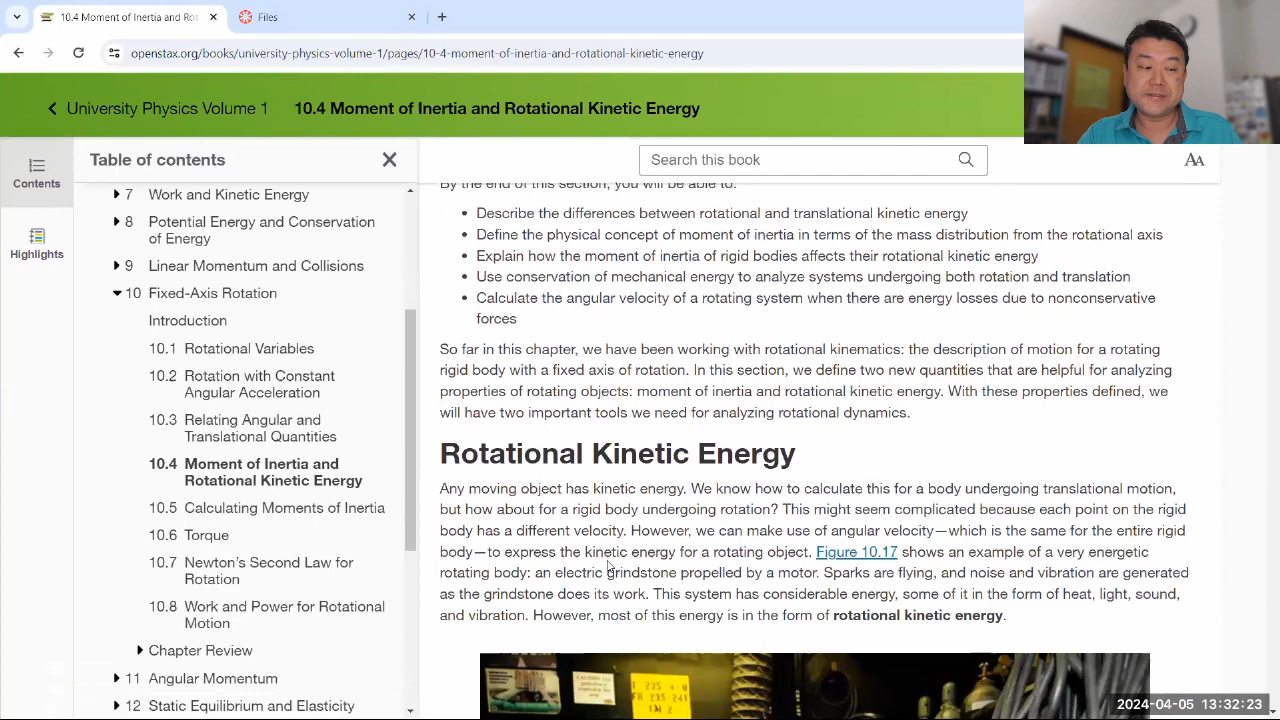 10.4 Moment of Inertia and Rot
Files
openstax.org/books/university-physics-volume-1/pages/10-4-moment-of-inertia-and-rotational-kinetic-energy
University Physics Volume 1
10.4 Moment of Inertia and Rotational Kinetic Energy
Contents
Highlights
Table of contents
7 Work and Kinetic Energy
8 Potential Energy and Conservation
of Energy
9 Linear Momentum and Collisions
10 Fixed-Axis Rotation
Introduction
10.1 Rotational Variables
10.2 Rotation with Constant
Angular Acceleration
10.3 Relating Angular and
Translational Quantities
10.4 Moment of Inertia and
Rotational Kinetic Energy
10.5 Calculating Moments of Inertia
10.6 Torque
10.7 Newton's Second Law for
Rotation
10.8 Work and Power for Rotational
Motion
Chapter Review
11 Angular Momentum
12 Static Equilibrium and Elasticity
Search this book
AA
By the end of this section, you will be able to:
• Describe the differences between rotational and translational kinetic energy
• Define the physical concept of moment of inertia in terms of the mass distribution from the rotational axis
• Explain how the moment of inertia of rigid bodies affects their rotational kinetic energy
• Use conservation of mechanical energy to analyze systems undergoing both rotation and translation
• Calculate the angular velocity of a rotating system when there are energy losses due to nonconservative
forces
So far in this chapter, we have been working with rotational kinematics: the description of motion for a rotating
rigid body with a fixed axis of rotation. In this section, we define two new quantities that are helpful for analyzing
properties of rotating objects: moment of inertia and rotational kinetic energy. With these properties defined, we
will have two important tools we need for analyzing rotational dynamics.
Rotational Kinetic Energy
Any moving object has kinetic energy. We know how to calculate this for a body undergoing translational motion,
but how about for a rigid body undergoing rotation? This might seem complicated because each point on the rigid
body has a different velocity. However, we can make use of angular velocity—which is the same for the entire rigid
body—to express the kinetic energy for a rotating object. Figure 10.17 shows an example of a very energetic
rotating body: an electric grindstone propelled by a motor. Sparks are flying, and noise and vibration are generated
as the grindstone does its work. This system has considerable energy, some of it in the form of heat, light, sound,
and vibration. However, most of this energy is in the form of rotational kinetic energy.
CAUTION
2024-04-05 13:32:23